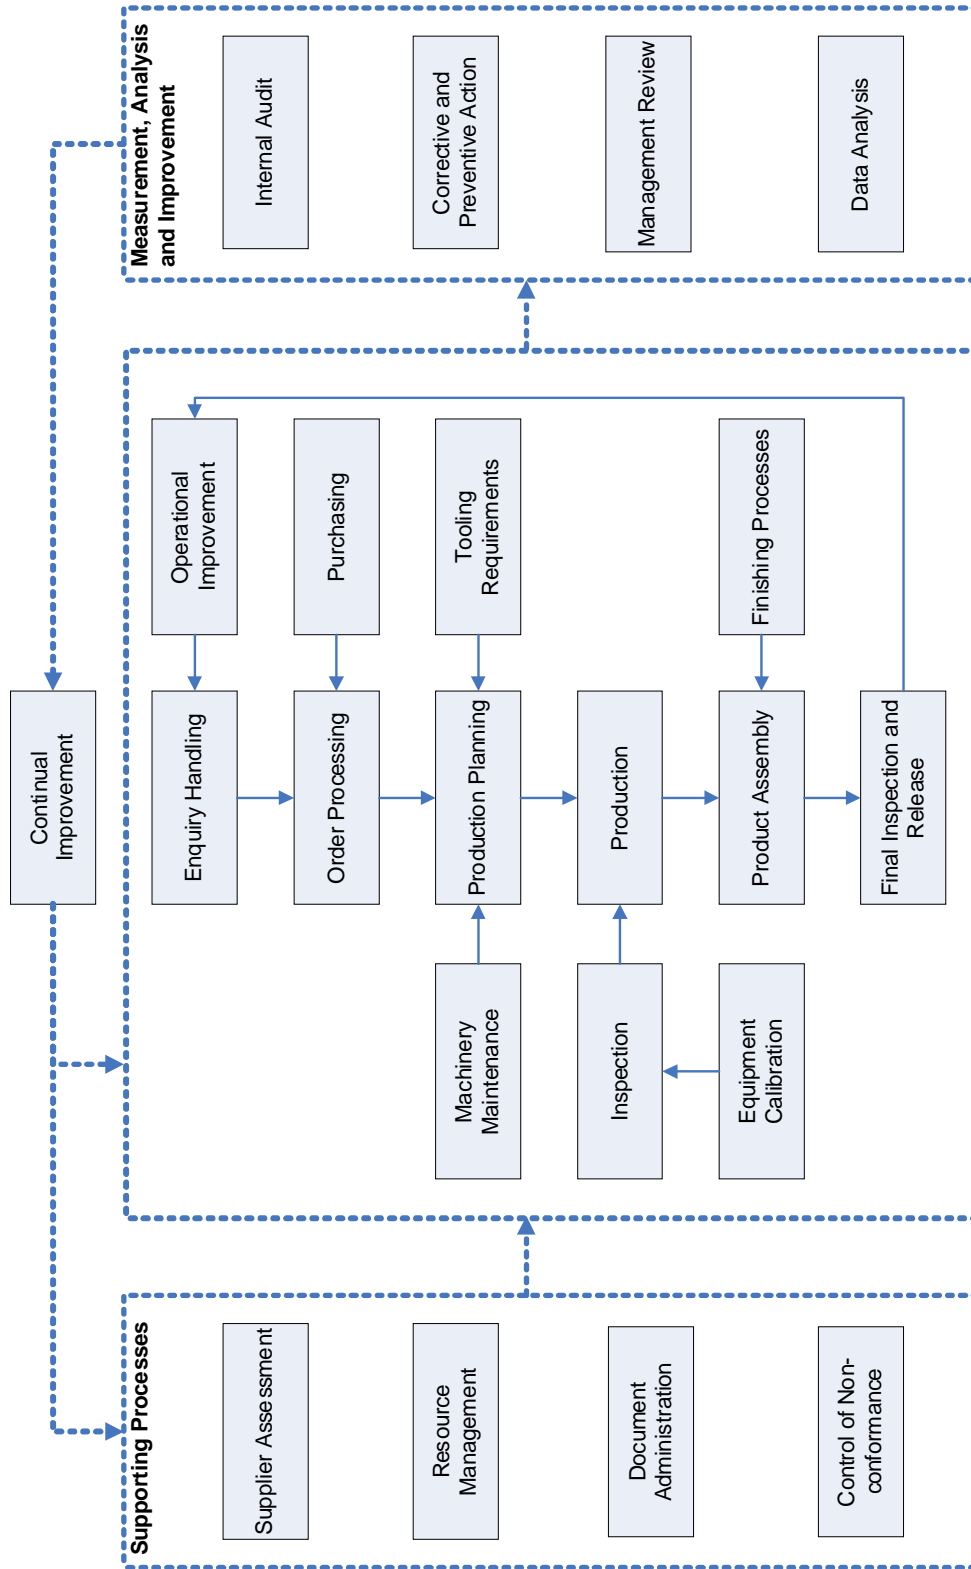 Continual
Improvement
Supporting Processes
Supplier Assessment
Resource
Management
Document
Administration
Control of Non-
conformance
Enquiry Handling
Operational
Improvement
Order Processing
Purchasing
Machinery
Maintenance
Production Planning
Tooling
Requirements
Inspection
Production
Equipment
Calibration
Product Assembly
Finishing Processes
Final Inspection and
Release
Measurement, Analysis
and Improvement
Internal Audit
Corrective and
Preventive Action
Management Review
Data Analysis